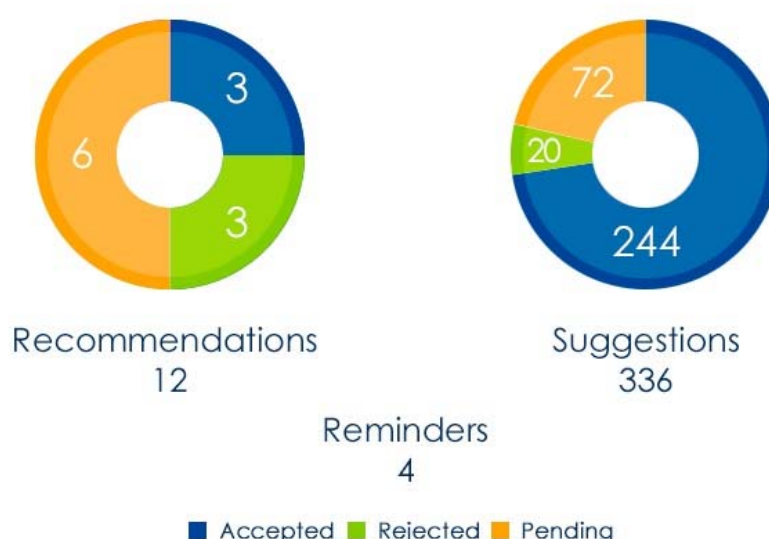 3
6
3
72
20
244
Recommendations
12
Suggestions
336
Reminders
4
Accepted Rejected Pending